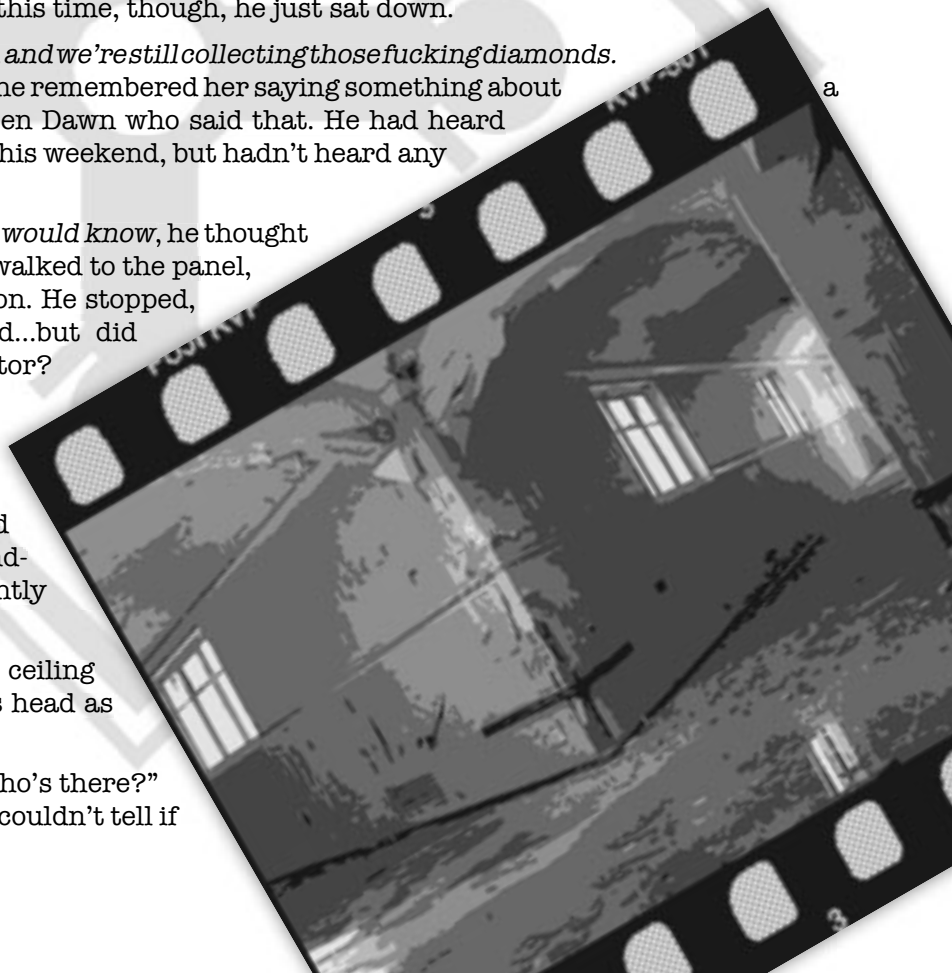 this time, though, he just sat down.
and we’re still collecting those fucking diamonds.
he remembered her saying something about a
en Dawn who said that. He had heard
his weekend, but hadn’t heard any
would know, he thought
walked to the panel,
on. He stopped,
d...but did
tor?
d
nd-
ntly
ceiling
s head as
ho’s there?”
couldn’t tell if
3
3